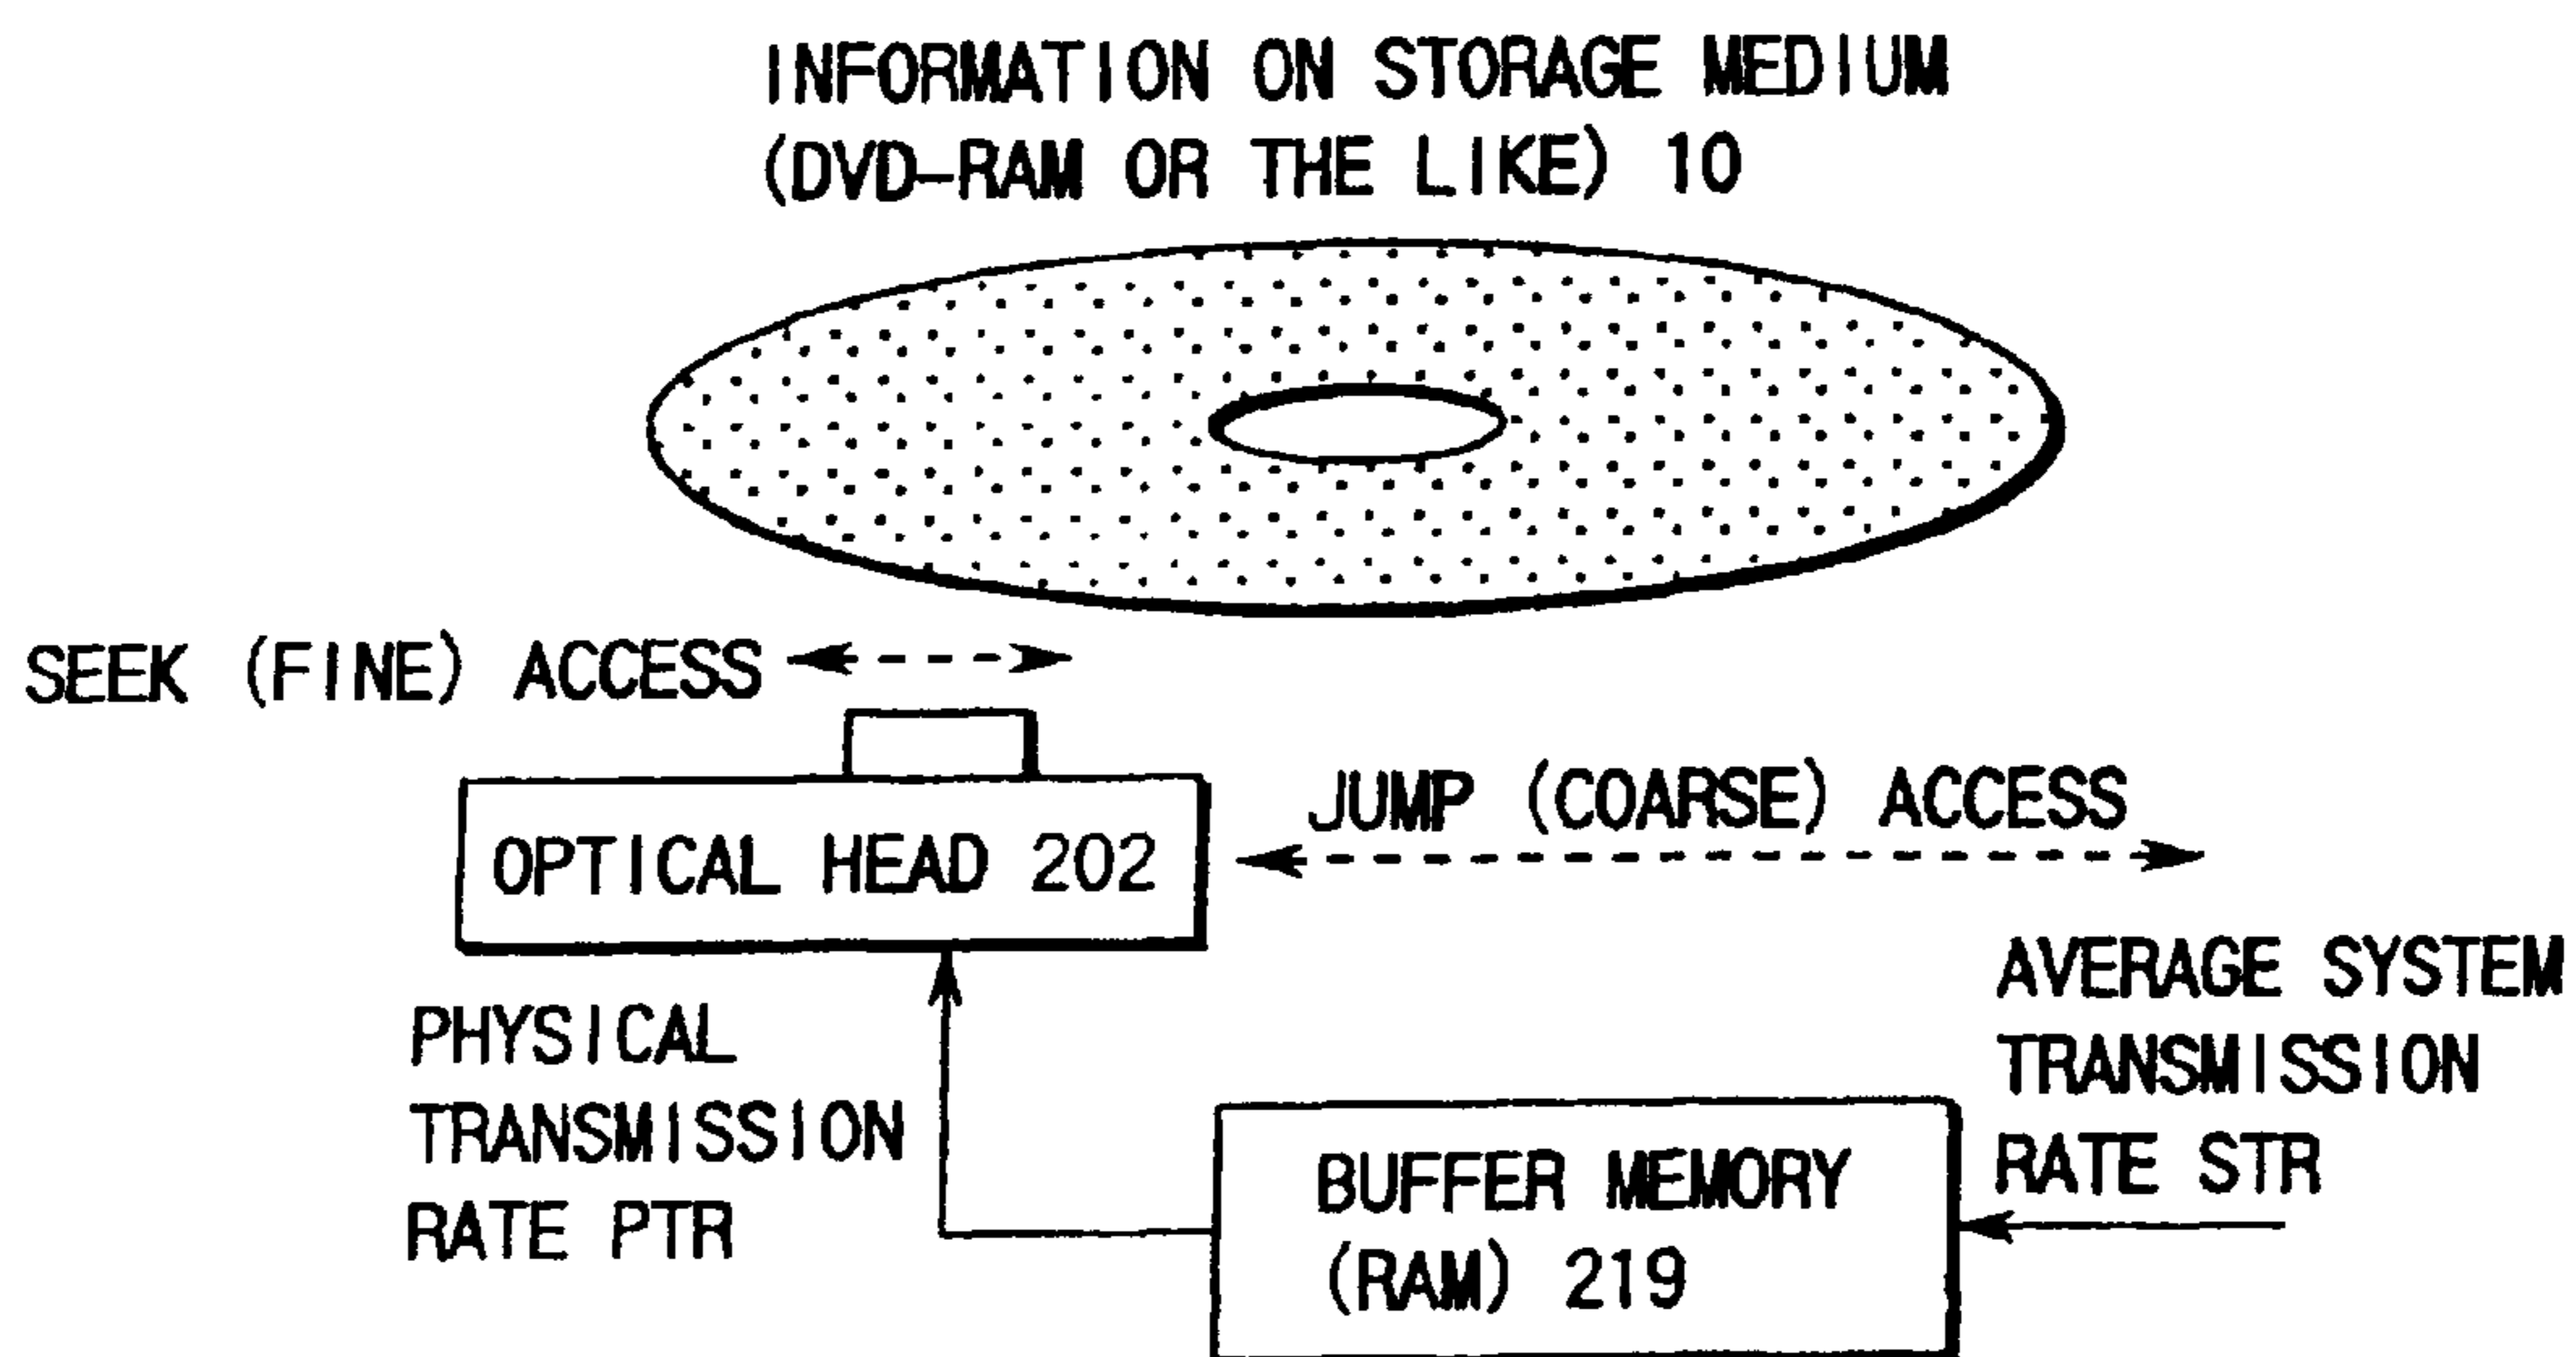 INFORMATION ON STORAGE MEDIUM
(DVD-RAM OR THE LIKE) 10
SEEK (FINE) ACCESS
JUMP (COARSE) ACCESS
OPTICAL HEAD 202
PHYSICAL
TRANSMISSION
RATE PTR
AVERAGE SYSTEM
TRANSMISSION
RATE STR
BUFFER MEMORY
(RAM) 219